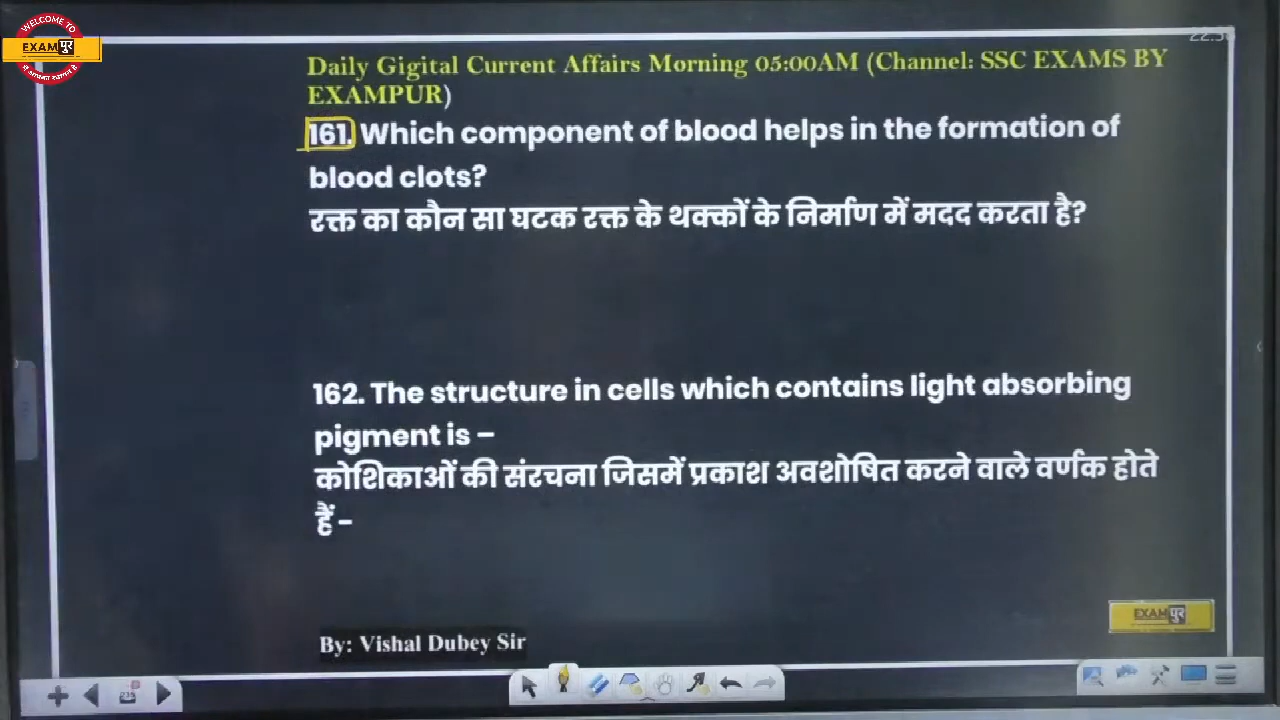 WELCOME TO
EXAMपुर
Daily Gigital Current Affairs Morning 05:00AM (Channel: SSC EXAMS BY
EXAMPUR)
161. Which component of blood helps in the formation of
blood clots?
रक्त का कौन सा घटक रक्त के थक्कों के निर्माण में मदद करता है?
162. The structure in cells which contains light absorbing
pigment is –
कोशिकाओं की संरचना जिसमें प्रकाश अवशोषित करने वाले वर्णक होते
हैं -
EXAMपुर
By: Vishal Dubey Sir